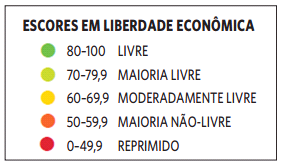 ESCORES EM LIBERDADE ECONÔMICA
80-100 LIVRE
70-79,9 MAIORIA LIVRE
60-69,9 MODERADAMENTE LIVRE
50-59,9 MAIORIA NÃO-LIVRE
0-49,9 REPRIMIDO